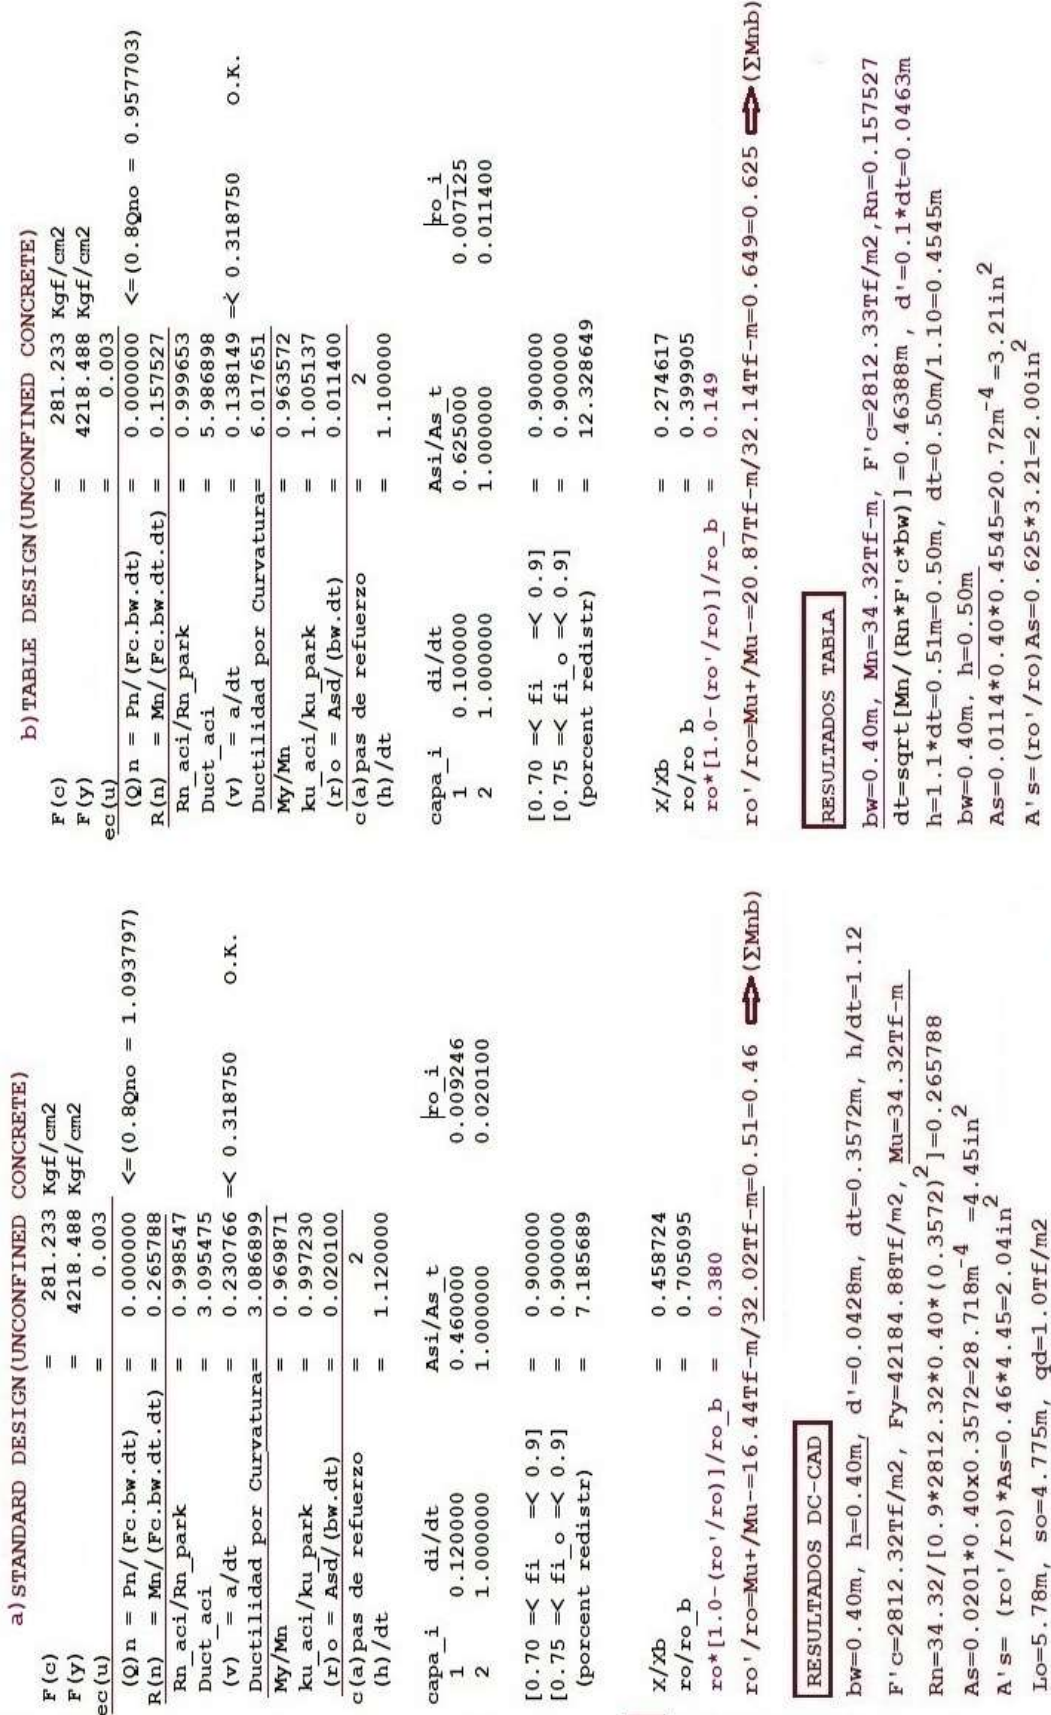 a)STANDARD DESIGN(UNCONFINED CONCRETE)
F(c) = 281.233 Kgf/cm2
F(y) = 4218.488 Kgf/cm2
ec(u) = 0.003
(Q)n = Pn/(Fc.bw.dt) = 0.000000 <=(0.8Qno = 1.093797)
R(n) = Mn/(Fc.bw.dt.dt) = 0.265788
Rn_aci/Rn_park = 0.998547
Duct_aci = 3.095475
(v) = a/dt = 0.230766 =< 0.318750 O.K.
Ductilidad por Curvatura= 3.086899
My/Mn = 0.969871
ku_aci/ku_park = 0.997230
(r)o = Asd/(bw.dt) = 0.020100
c(a)pas de refuerzo = 2
(h)/dt = 1.120000
capa_i di/dt Asi/As_t ro_i
1 0.120000 0.460000 0.009246
2 1.000000 1.000000 0.020100
[0.70 =< fi =< 0.9] = 0.900000
[0.75 =< fi_o =< 0.9] = 0.900000
(porcent redistr) = 7.185689
x/xb = 0.458724
ro/ro_b = 0.705095
ro*[1.0-(ro'/ro)]/ro_b = 0.380
ro'/ro=Mu+/Mu-=16.44Tf-m/32.02Tf-m=0.51=0.46 ⇨(ΣMnb)
RESULTADOS DC-CAD
bw=0.40m, h=0.40m, d'=0.0428m, dt=0.3572m, h/dt=1.12
F'c=2812.32Tf/m2, Fy=42184.88Tf/m2, Mu=34.32Tf-m
Rn=34.32/[0.9*2812.32*0.40*(0.3572)2]=0.265788
As=0.0201*0.40x0.3572=28.718m-4 =4.45in2
A's= (ro'/ro)*As=0.46*4.45=2.04in2
Lo=5.78m, so=4.775m, qd=1.0Tf/m2
b)TABLE DESIGN(UNCONFINED CONCRETE)
F(c) = 281.233 Kgf/cm2
F(y) = 4218.488 Kgf/cm2
ec(u) = 0.003
(Q)n = Pn/(Fc.bw.dt) = 0.000000 <=(0.8Qno = 0.957703)
R(n) = Mn/(Fc.bw.dt.dt) = 0.157527
Rn_aci/Rn_park = 0.999653
Duct_aci = 5.986898
(v) = a/dt = 0.138149 =< 0.318750 O.K.
Ductilidad por Curvatura= 6.017651
My/Mn = 0.963572
ku_aci/ku_park = 1.005137
(r)o = Asd/(bw.dt) = 0.011400
c(a)pas de refuerzo = 2
(h)/dt = 1.100000
capa_i di/dt Asi/As_t ro_i
1 0.100000 0.625000 0.007125
2 1.000000 1.000000 0.011400
[0.70 =< fi =< 0.9] = 0.900000
[0.75 =< fi_o =< 0.9] = 0.900000
(porcent redistr) = 12.328649
x/xb = 0.274617
ro/ro b = 0.399905
ro*[1.0-(ro'/ro)]/ro_b = 0.149
ro'/ro=Mu+/Mu-=20.87Tf-m/32.14Tf-m=0.649=0.625 ⇨(ΣMnb)
RESULTADOS TABLA
bw=0.40m, Mn=34.32Tf-m, F'c=2812.33Tf/m2,Rn=0.157527
dt=sqrt[Mn/(Rn*F'c*bw)]=0.46388m , d'=0.1*dt=0.0463m
h=1.1*dt=0.51m=0.50m, dt=0.50m/1.10=0.4545m
bw=0.40m, h=0.50m
As=0.0114*0.40*0.4545=20.72m-4 =3.21in2
A's=(ro'/ro)As=0.625*3.21=2.00in2